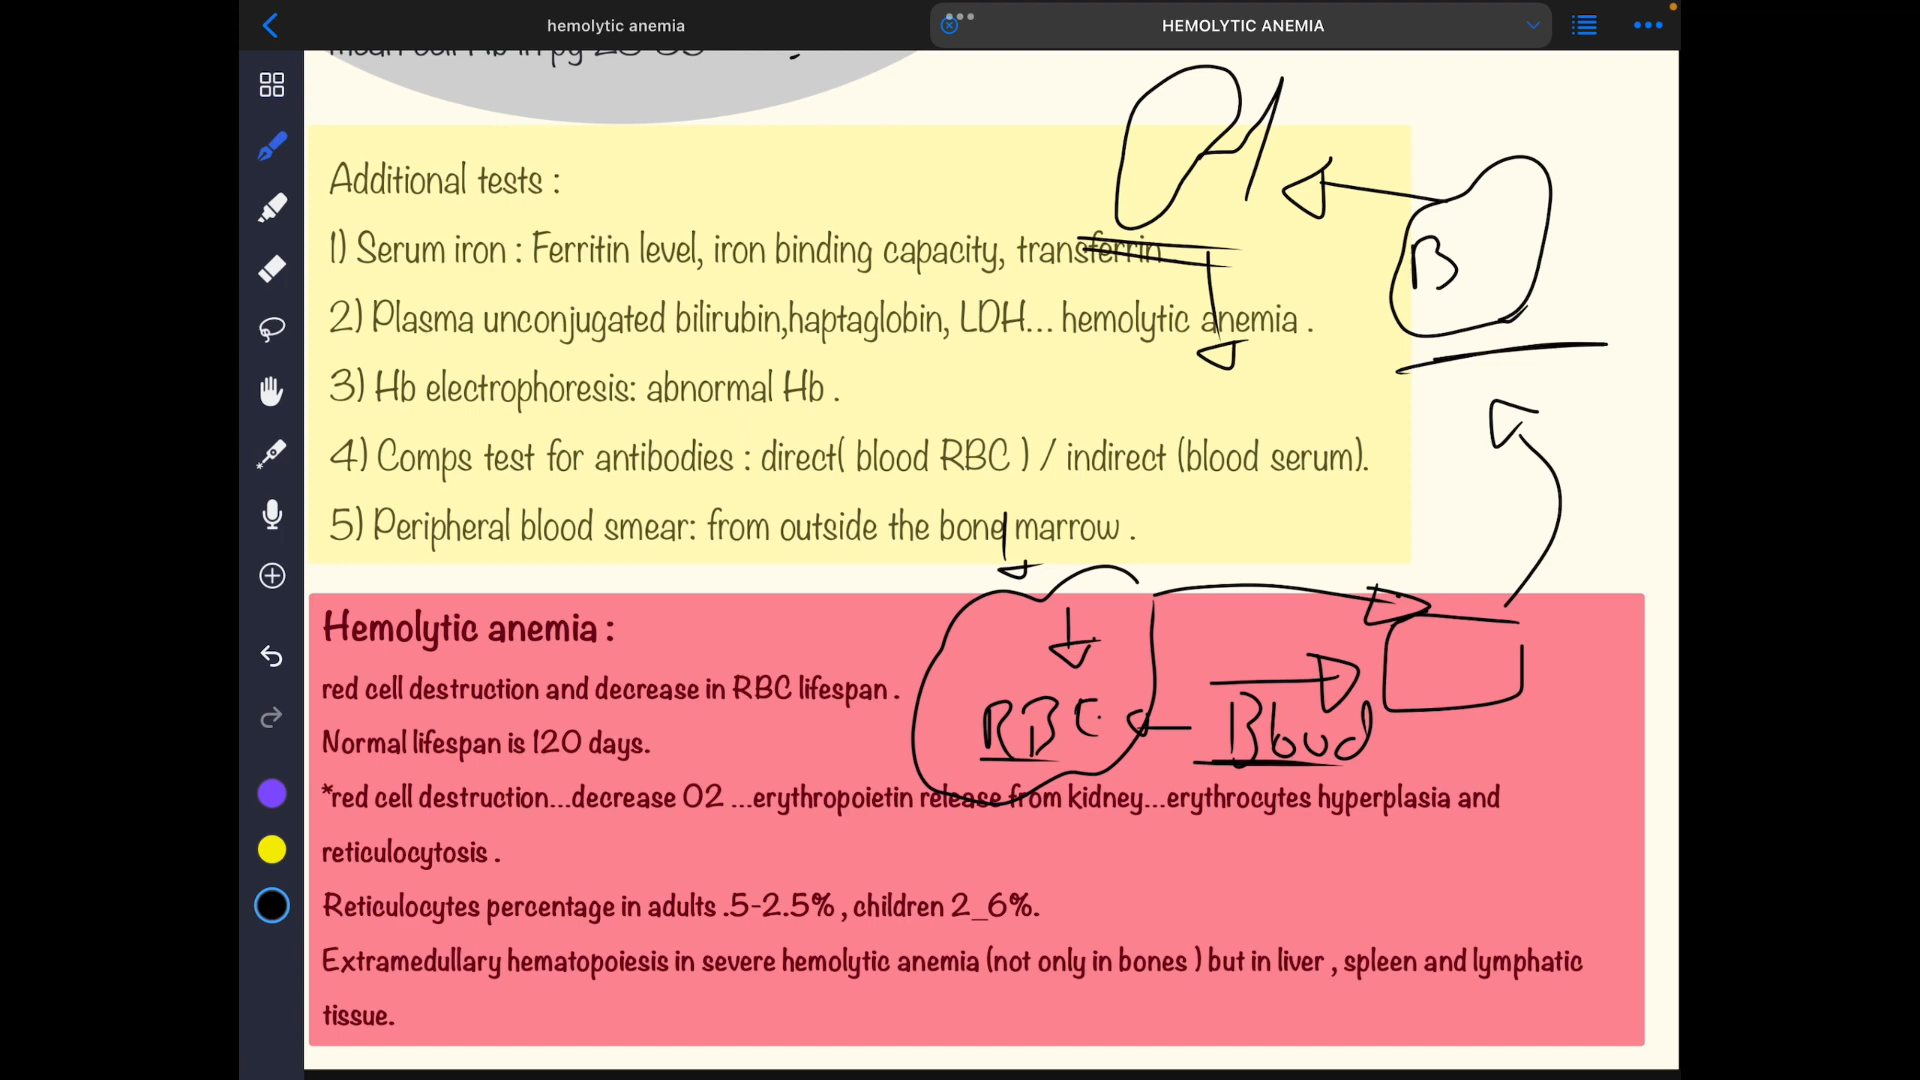 hemolytic anemia
HEMOLYTIC ANEMIA
mean cell Hb in pg
Additional tests :
1) Serum iron : Ferritin level, iron binding capacity, transferrin
2) Plasma unconjugated bilirubin,haptaglobin, LDH... hemolytic anemia .
3) Hb electrophoresis: abnormal Hb .
4) Comps test for antibodies : direct( blood RBC ) / indirect (blood serum).
5) Peripheral blood smear: from outside the bone marrow .
B
Hemolytic anemia :
red cell destruction and decrease in RBC lifespan .
Normal lifespan is 120 days.
RBC
Blood
*red cell destruction...decrease O2 ...erythropoietin release from kidney...erythrocytes hyperplasia and
reticulocytosis .
Reticulocytes percentage in adults .5-2.5% , children 2_6%.
Extramedullary hematopoiesis in severe hemolytic anemia (not only in bones ) but in liver , spleen and lymphatic
tissue.